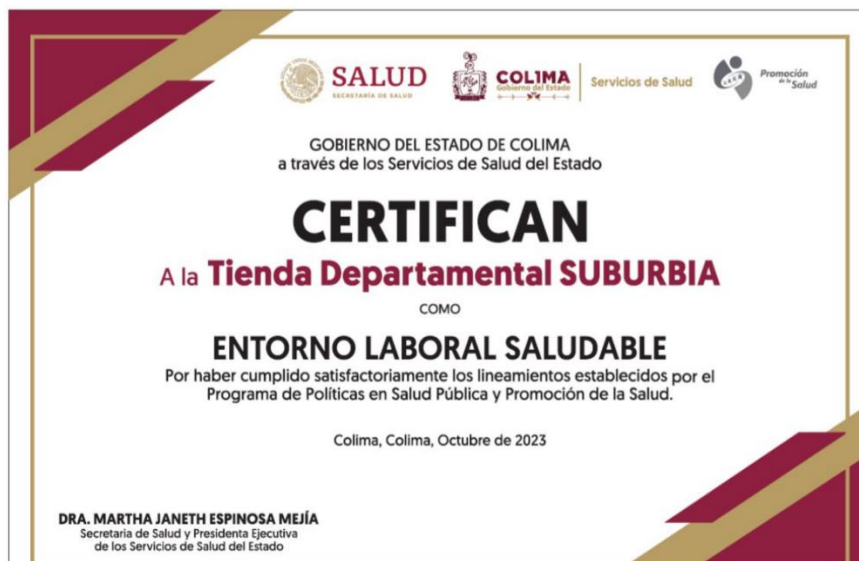 SALUD
SECRETARÍA DE SALUD
COLIMA
Gobierno del Estado
Servicios de Salud
Promoción
de la
Salud
GOBIERNO DEL ESTADO DE COLIMA
a través de los Servicios de Salud del Estado
CERTIFICAN
A la Tienda Departamental SUBURBIA
COMO
ENTORNO LABORAL SALUDABLE
Por haber cumplido satisfactoriamente los lineamientos establecidos por el
Programa de Políticas en Salud Pública y Promoción de la Salud.
Colima, Colima, Octubre de 2023
DRA. MARTHA JANETH ESPINOSA MEJÍA
Secretaria de Salud y Presidenta Ejecutiva
de los Servicios de Salud del Estado